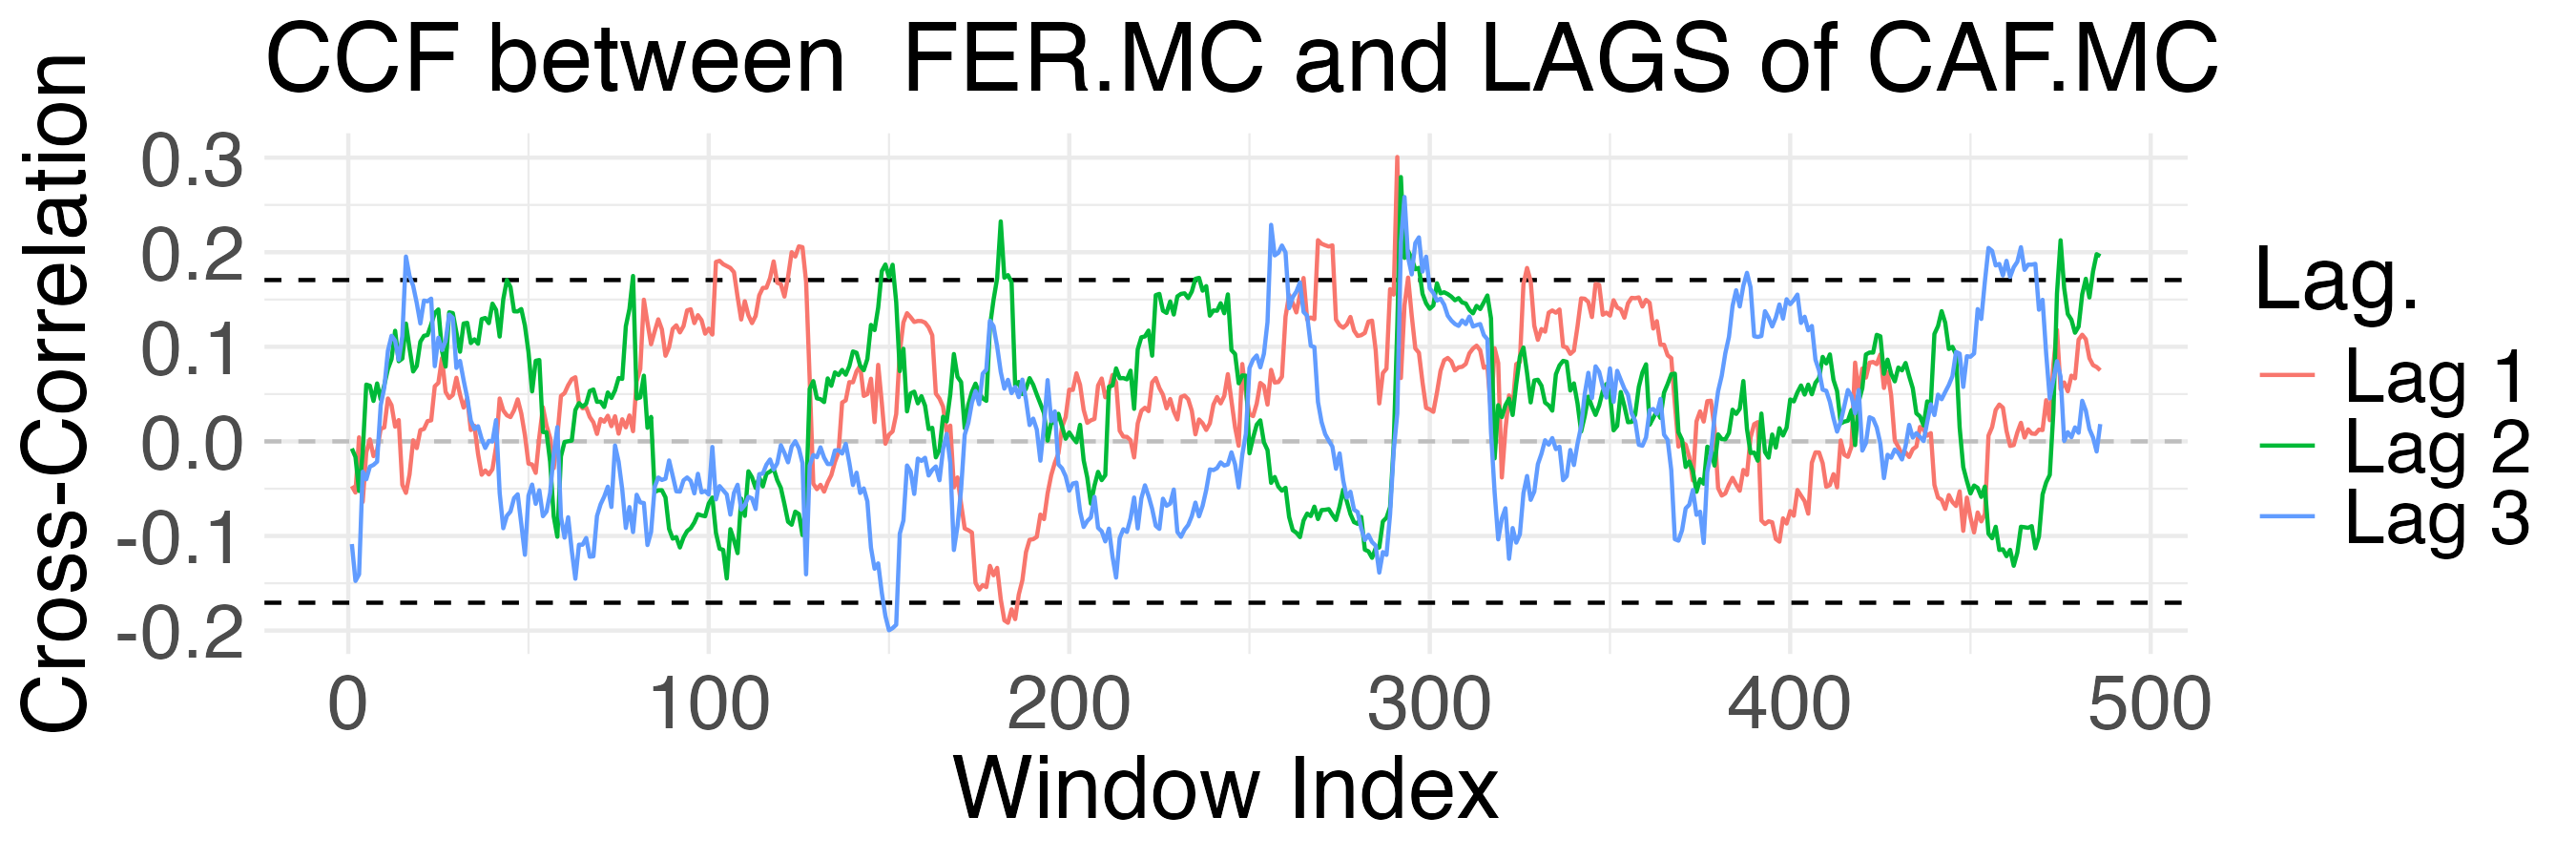 CCF between  FER.MC and LAGS of CAF.MC
Cross-Correlation
0.3
0.2
0.1
0.0
-0.1
-0.2
0 100 200 300 400 500
Window Index
Lag.
Lag 1
Lag 2
Lag 3